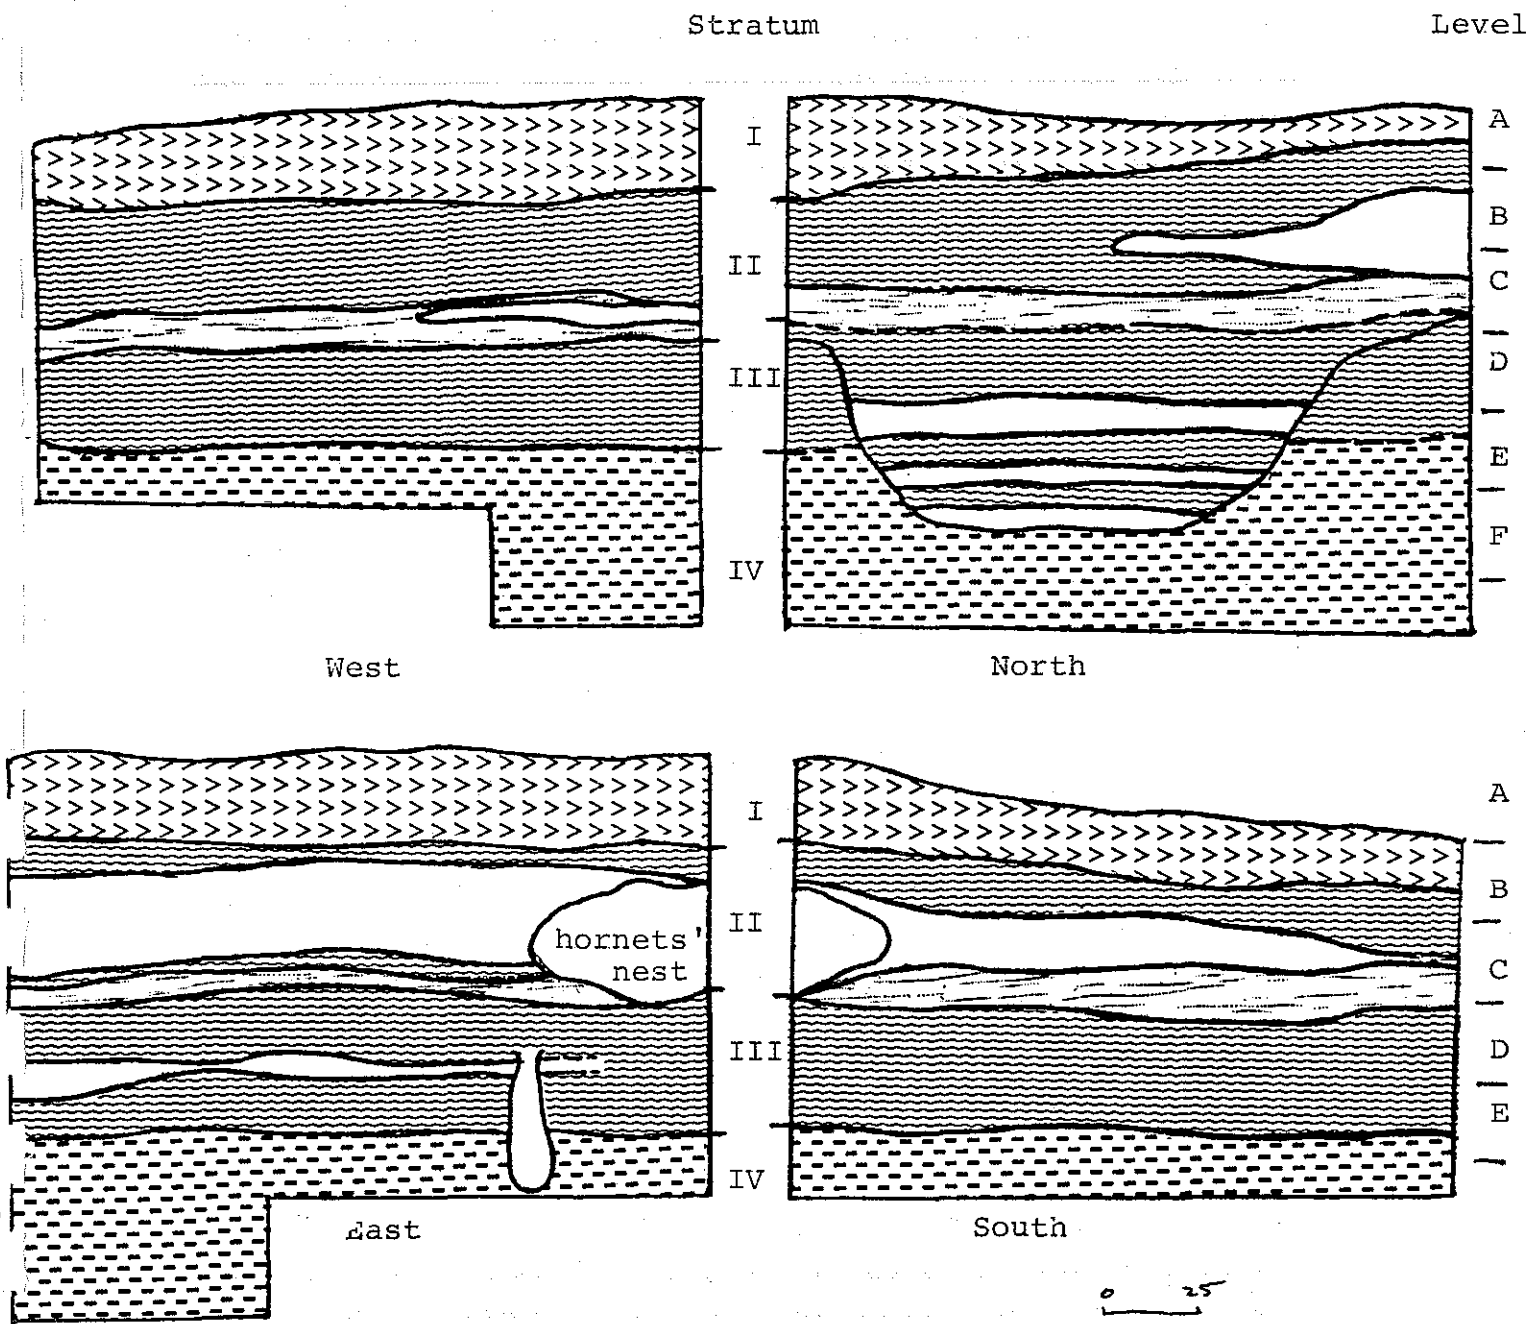 Stratum Level
I
II
III
IV
A
B
C
D
E
F
West North
I
II
hornets'
nest
III
IV
A
B
C
D
E
East South
0 25